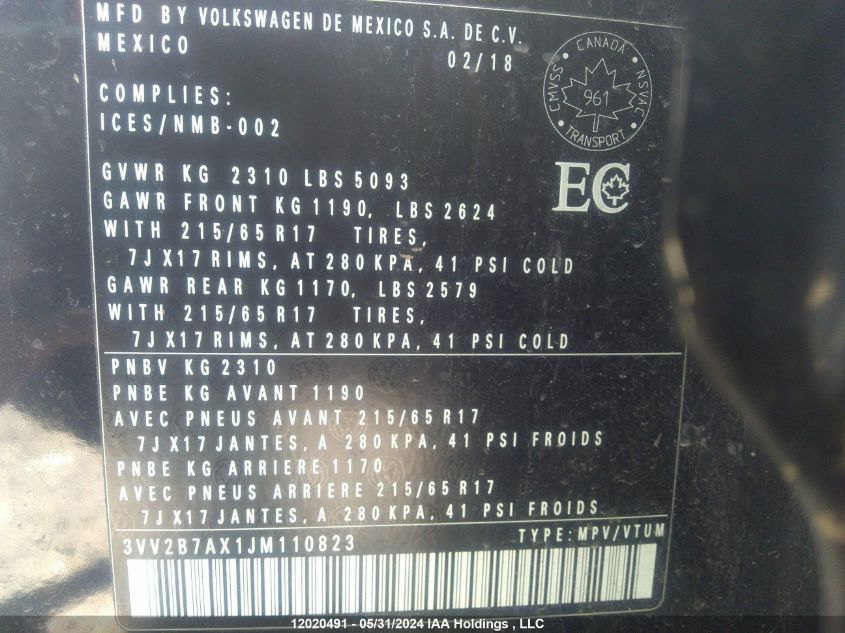 MFD BY VOLKSWAGEN DE MEXICO S.A. DE C.V.
MEXICO
02/18
CANADA
CMVSS
NSVAC
961
TRANSPORT
COMPLIES:
ICES/NMB-002
EC
GVWR KG 2310 LBS 5093
GAWR FRONT KG 1190, LBS 2624
WITH 215/65 R17 TIRES,
7J X17 RIMS, AT 280 KPA, 41 PSI COLD
GAWR REAR KG 1170, LBS 2579
WITH 215/65 R17 TIRES,
7J X17 RIMS, AT 280 KPA, 41 PSI COLD
PNBV KG 2310
PNBE KG AVANT 1190
AVEC PNEUS AVANT 215/65 R17
7J X17 JANTES, A 280 KPA, 41 PSI FROIDS
PNBE KG ARRIERE 1170
AVEC PNEUS ARRIERE 215/65 R17
7J X17 JANTES, A 280 KPA, 41 PSI FROIDS
3VV2B7AX1JM110823
TYPE: MPV/VTUM
12020491 - 05/31/2024 IAA Holdings , LLC